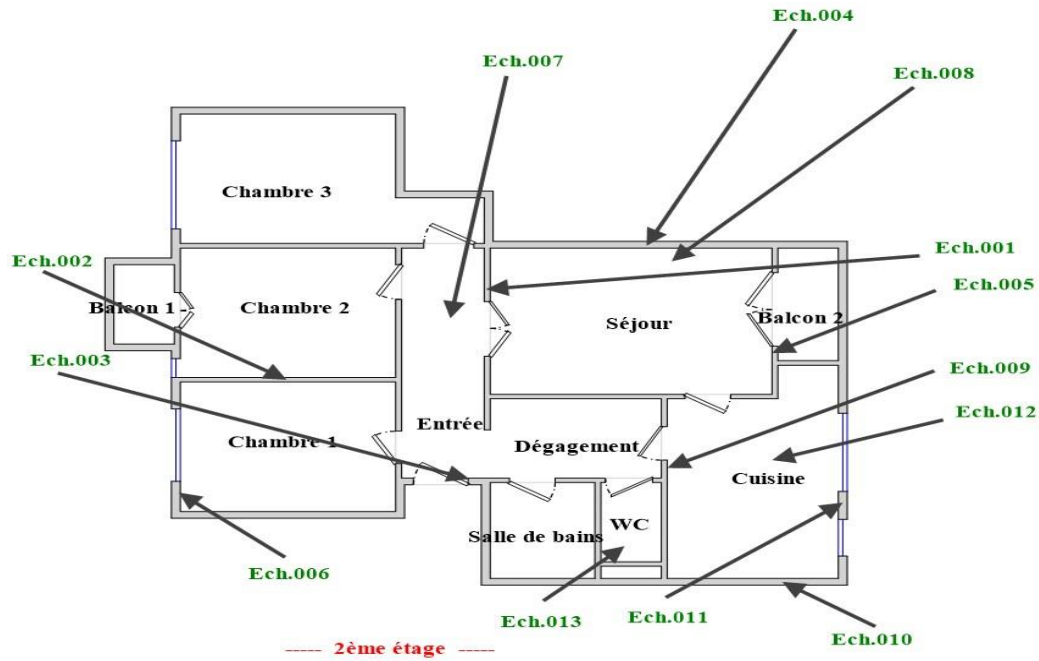 Ech.004
Ech.007
Ech.008
Chambre 3
Ech.001
Ech.002
Ech.005
Balcon 1
Chambre 2
Séjour
Balcon 2
Ech.003
Ech.009
Ech.012
Entrée
Chambre 1
Dégagement
Cuisine
WC
Salle de bains
Ech.006
Ech.013
Ech.011
Ech.010
----- 2ème étage -----